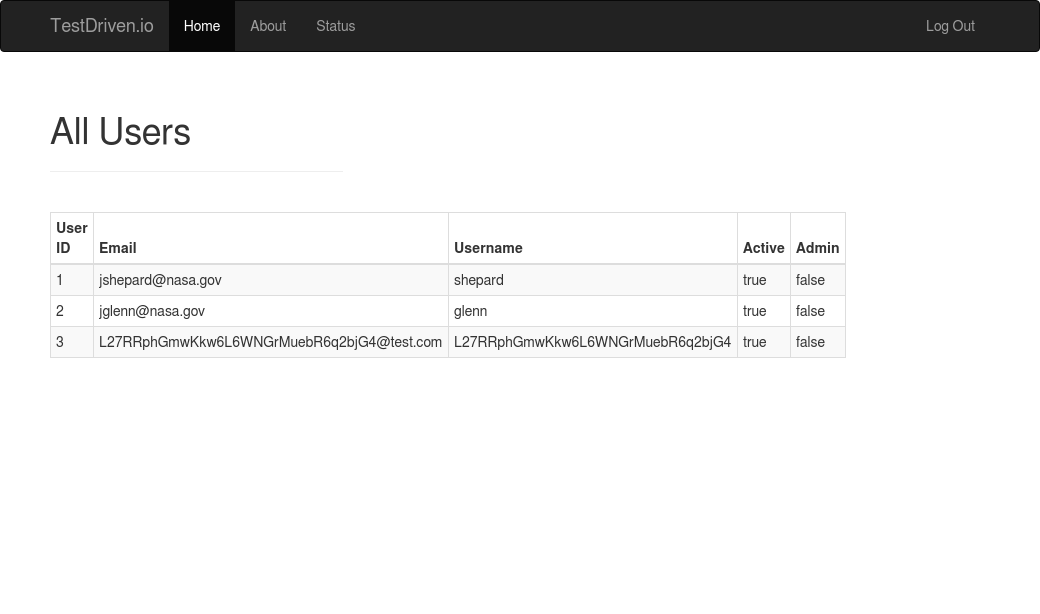 TestDriven.io Home About Status Log Out
All Users
User ID Email Username Active Admin
1 jshepard@nasa.gov shepard true false
2 jglenn@nasa.gov glenn true false
3 L27RRphGmwKkw6L6WNGrMuebR6q2bjG4@test.com L27RRphGmwKkw6L6WNGrMuebR6q2bjG4 true false